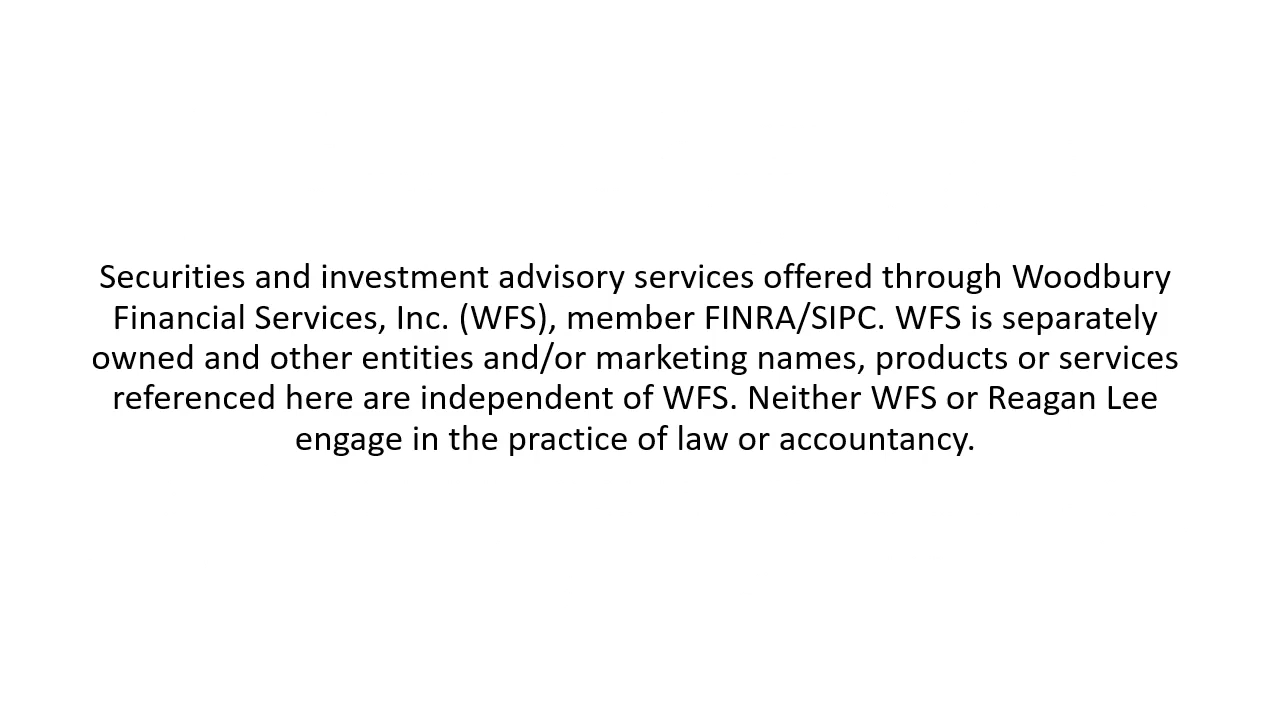 Securities and investment advisory services offered through Woodbury
Financial Services, Inc. (WFS), member FINRA/SIPC. WFS is separately
owned and other entities and/or marketing names, products or services
referenced here are independent of WFS. Neither WFS or Reagan Lee
engage in the practice of law or accountancy.